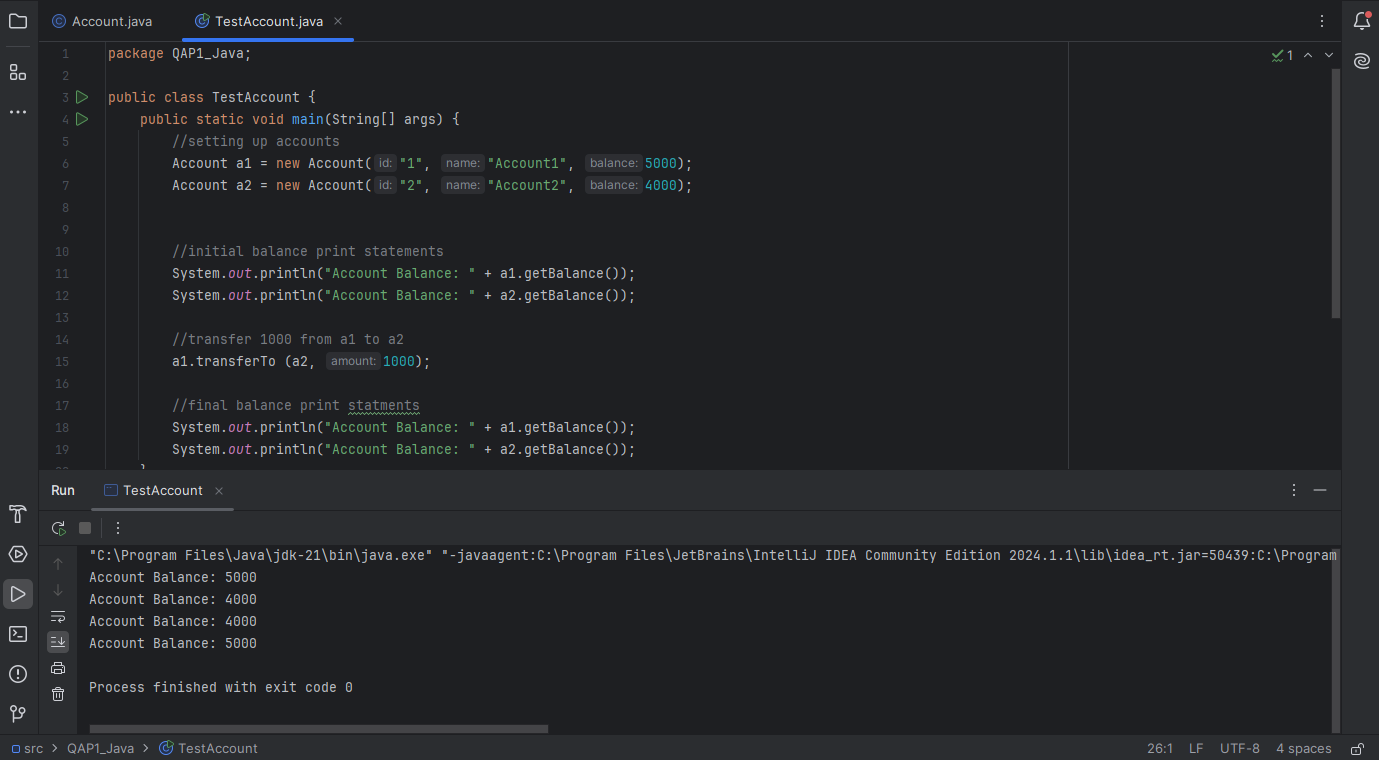 Account.java TestAccount.java
1 package QAP1_Java; 1
2
3 public class TestAccount {
4 public static void main(String[] args) {
5 //setting up accounts
6 Account a1 = new Account( id: "1", name: "Account1", balance: 5000);
7 Account a2 = new Account( id: "2", name: "Account2", balance: 4000);
8
9
10 //initial balance print statements
11 System.out.println("Account Balance: " + a1.getBalance());
12 System.out.println("Account Balance: " + a2.getBalance());
13
14 //transfer 1000 from a1 to a2
15 a1.transferTo (a2, amount: 1000);
16
17 //final balance print statments
18 System.out.println("Account Balance: " + a1.getBalance());
19 System.out.println("Account Balance: " + a2.getBalance());
Run TestAccount
"C:\Program Files\Java\jdk-21\bin\java.exe" "-javaagent:C:\Program Files\JetBrains\IntelliJ IDEA Community Edition 2024.1.1\lib\idea_rt.jar=50439:C:\Program
Account Balance: 5000
Account Balance: 4000
Account Balance: 4000
Account Balance: 5000
Process finished with exit code 0
src > QAP1_Java > TestAccount 26:1 LF UTF-8 4 spaces